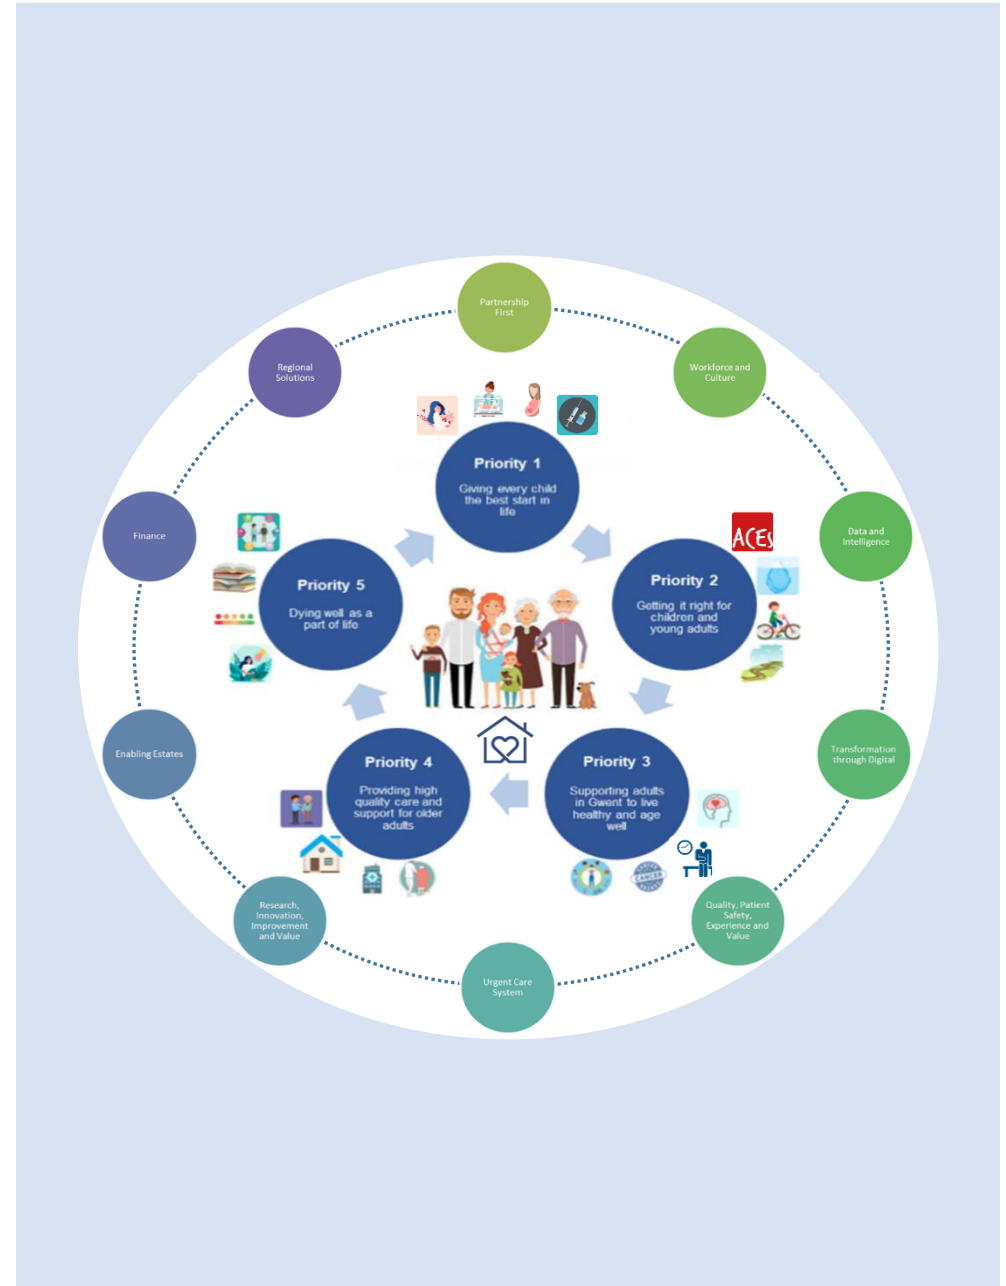 Partnership
First
Workforce and
Culture
Data and
Intelligence
Transformation
through Digital
Quality, Patient
Safety,
Experience and
Value
Urgent Care
System
Research,
Innovation,
Improvement
and Value
Enabling Estates
Finance
Regional
Solutions
Priority 1
Giving every child
the best start in
life
Priority 2
Getting it right for
children and
young adults
ACEs
Priority 3
Supporting adults
in Gwent to live
healthy and age
well
CANCER
Priority 4
Providing high
quality care and
support for older
adults
Priority 5
Dying well as a
part of life